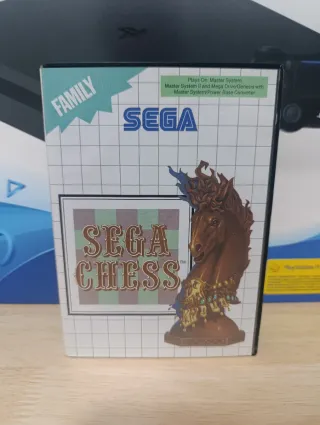 FAMILY
Plays On: Master System,
Master System II and Mega Drive/Genesis with
Master System/Power Base Converter
SEGA
SEGA
CHESS™